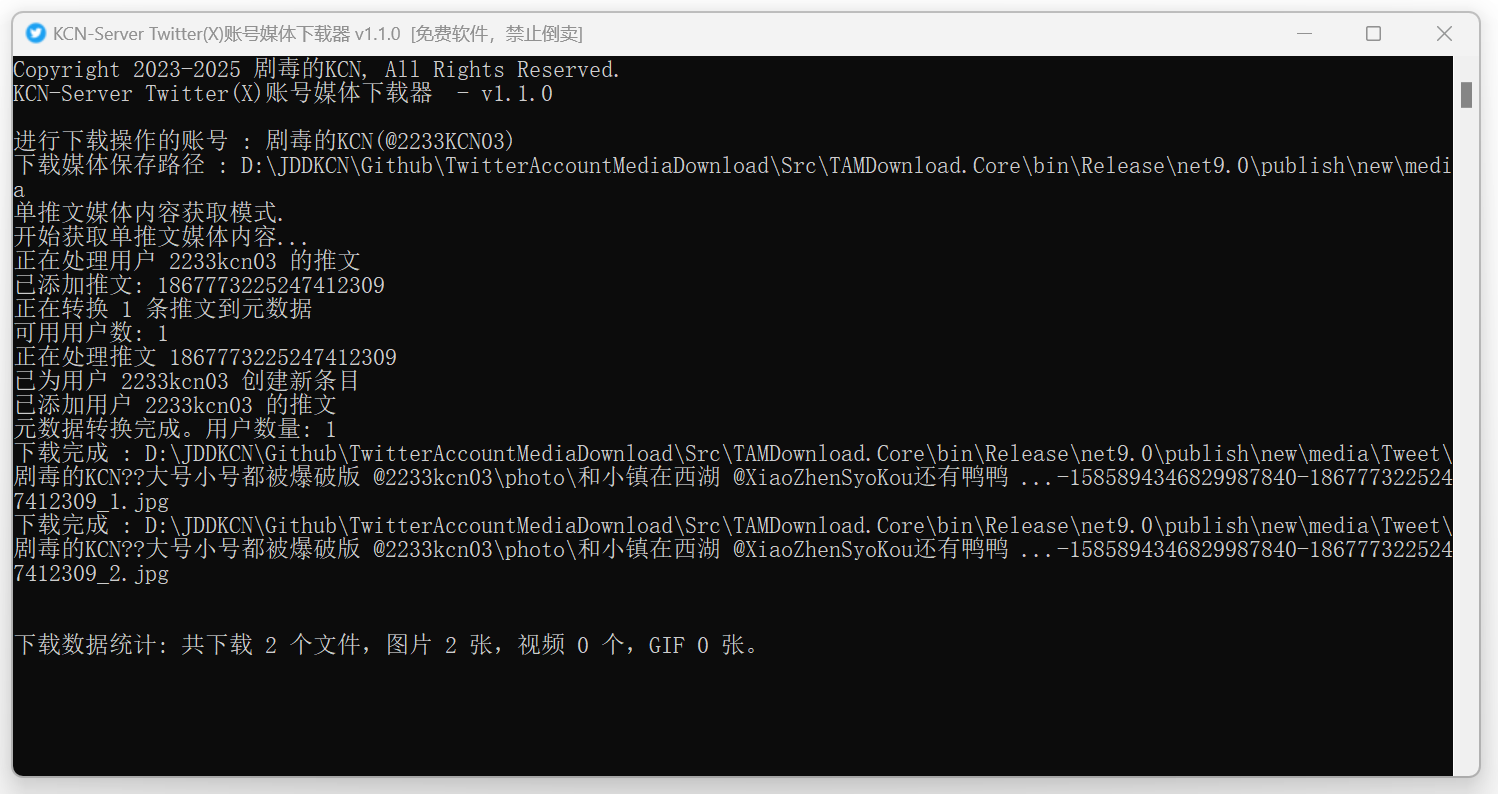 KCN-Server Twitter(X)账号媒体下载器 v1.1.0  [免费软件，禁止倒卖]
Copyright 2023-2025 剧毒的KCN, All Rights Reserved.
KCN-Server Twitter(X)账号媒体下载器  - v1.1.0
进行下载操作的账号 : 剧毒的KCN(@2233KCN03)
下载媒体保存路径 : D:\JDDKCN\Github\TwitterAccountMediaDownload\Src\TAMDownload.Core\bin\Release\net9.0\publish\new\medi
a
单推文媒体内容获取模式.
开始获取单推文媒体内容...
正在处理用户 2233kcn03 的推文
已添加推文: 1867773225247412309
正在转换 1 条推文到元数据
可用用户数: 1
正在处理推文 1867773225247412309
已为用户 2233kcn03 创建新条目
已添加用户 2233kcn03 的推文
元数据转换完成。用户数量: 1
下载完成 : D:\JDDKCN\Github\TwitterAccountMediaDownload\Src\TAMDownload.Core\bin\Release\net9.0\publish\new\media\Tweet\
剧毒的KCN??大号小号都被爆破版 @2233kcn03\photo\和小镇在西湖 @XiaoZhenSyoKou还有鸭鸭 ...-1585894346829987840-186777322524
7412309_1.jpg
下载完成 : D:\JDDKCN\Github\TwitterAccountMediaDownload\Src\TAMDownload.Core\bin\Release\net9.0\publish\new\media\Tweet\
剧毒的KCN??大号小号都被爆破版 @2233kcn03\photo\和小镇在西湖 @XiaoZhenSyoKou还有鸭鸭 ...-1585894346829987840-186777322524
7412309_2.jpg
下载数据统计: 共下载 2 个文件，图片 2 张，视频 0 个，GIF 0 张。